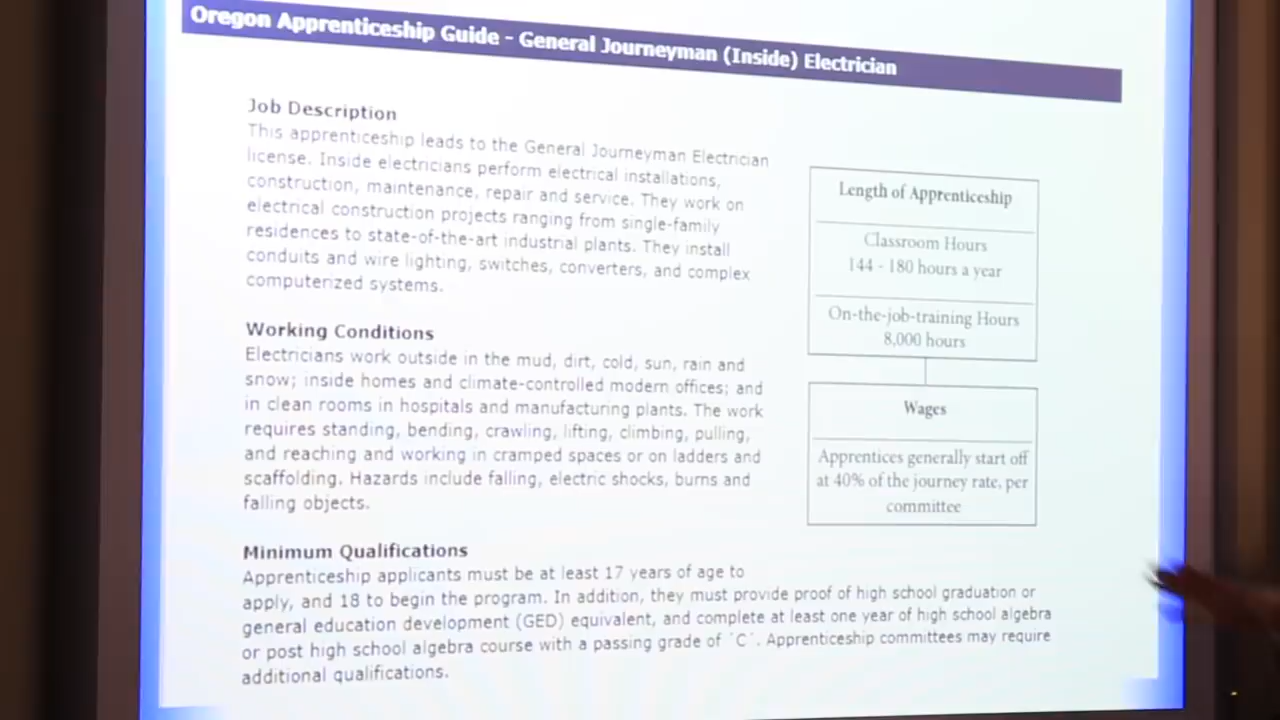 Oregon Apprenticeship Guide - General Journeyman (Inside) Electrician
Job Description
This apprenticeship leads to the General Journeyman Electrician
license. Inside electricians perform electrical installations,
construction, maintenance, repair and service. They work on
electrical construction projects ranging from single-family
residences to state-of-the-art industrial plants. They install
conduits and wire lighting, switches, converters, and complex
computerized systems.
Working Conditions
Electricians work outside in the mud, dirt, cold, sun, rain and
snow; inside homes and climate-controlled modern offices; and
in clean rooms in hospitals and manufacturing plants. The work
requires standing, bending, crawling, lifting, climbing, pulling,
and reaching and working in cramped spaces or on ladders and
scaffolding. Hazards include falling, electric shocks, burns and
falling objects.
Length of Apprenticeship
Classroom Hours
144 - 180 hours a year
On-the-job-training Hours
8,000 hours
Wages
Apprentices generally start off
at 40% of the journey rate, per
committee
Minimum Qualifications
Apprenticeship applicants must be at least 17 years of age to
apply, and 18 to begin the program. In addition, they must provide proof of high school graduation or
general education development (GED) equivalent, and complete at least one year of high school algebra
or post high school algebra course with a passing grade of ´C´. Apprenticeship committees may require
additional qualifications.